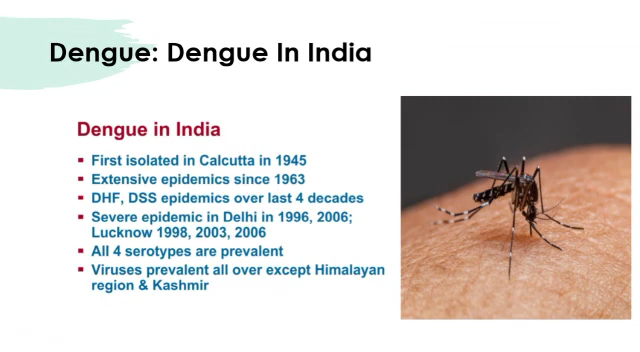 Dengue: Dengue In India
Dengue in India
▪ First isolated in Calcutta in 1945
▪ Extensive epidemics since 1963
▪ DHF, DSS epidemics over last 4 decades
▪ Severe epidemic in Delhi in 1996, 2006;
Lucknow 1998, 2003, 2006
▪ All 4 serotypes are prevalent
▪ Viruses prevalent all over except Himalayan
region & Kashmir